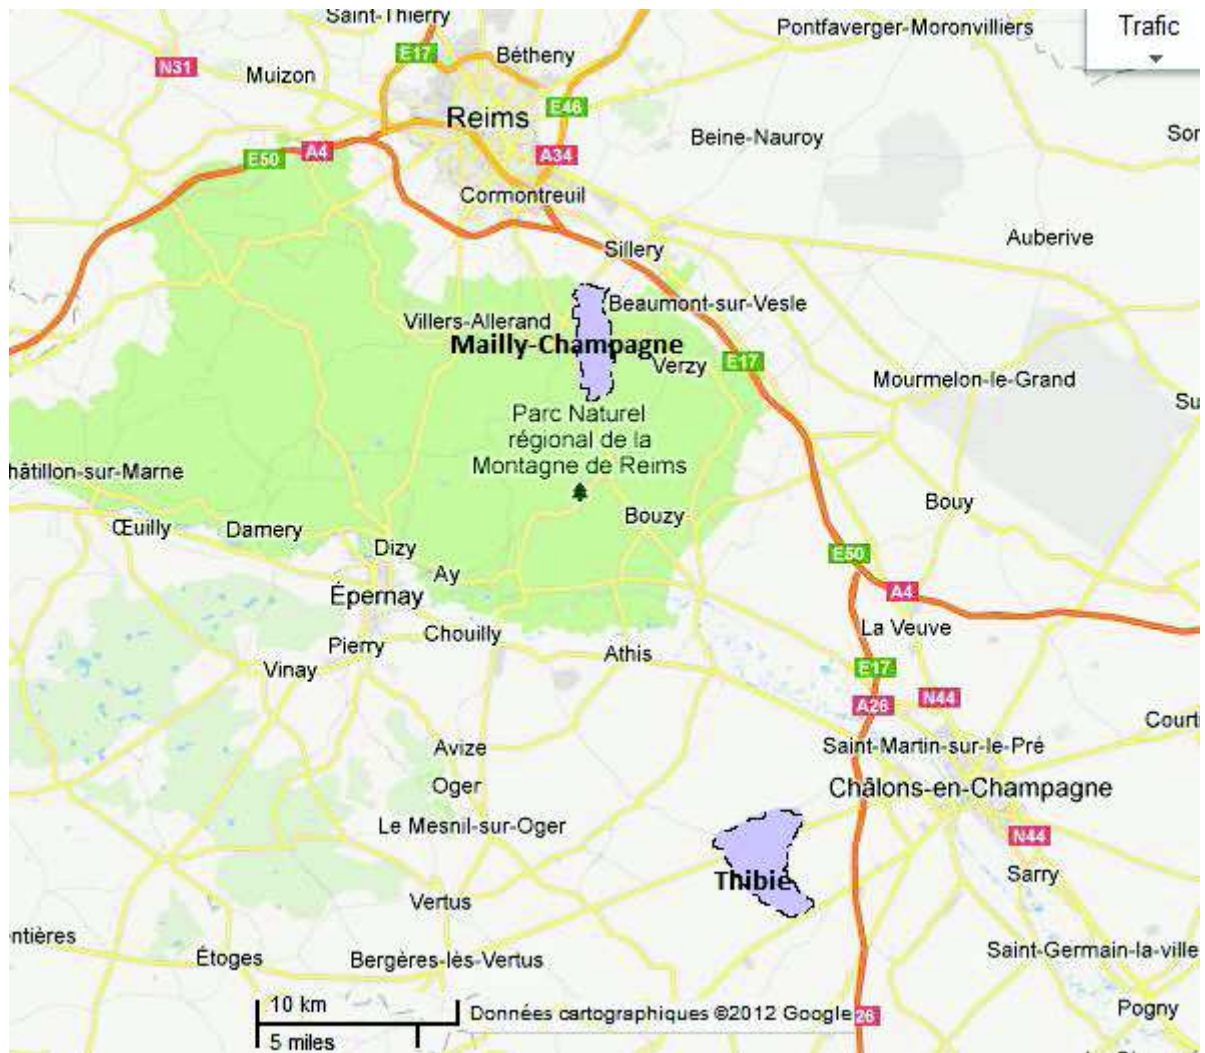 Saint-Thierry
Pontfaverger-Moronvilliers
Trafic
E17
Bétheny
N31
Muizon
E46
Reims
Beine-Nauroy
E50
A4
A34
Cormontreuil
Auberive
Sillery
Beaumont-sur-Vesle
Villers-Allerand
Mailly-Champagne
Verzy
E17
Mourmelon-le-Grand
Parc Naturel
régional de la
Montagne de Reims
hâtillon-sur-Marne
Bouy
Bouzy
Œuilly
Damery
Dizy
E50
Ay
Épernay
A4
La Veuve
Chouilly
Pierry
Athis
Vinay
E17
N44
A26
Courti
Avize
Saint-Martin-sur-le-Pré
Oger
Châlons-en-Champagne
Le Mesnil-sur-Oger
N44
Thibie
Sarry
Vertus
ntières
Étoges
Bergères-lès-Vertus
Saint-Germain-la-ville
10 km
Données cartographiques ©2012 Google
26
Pogny
5 miles